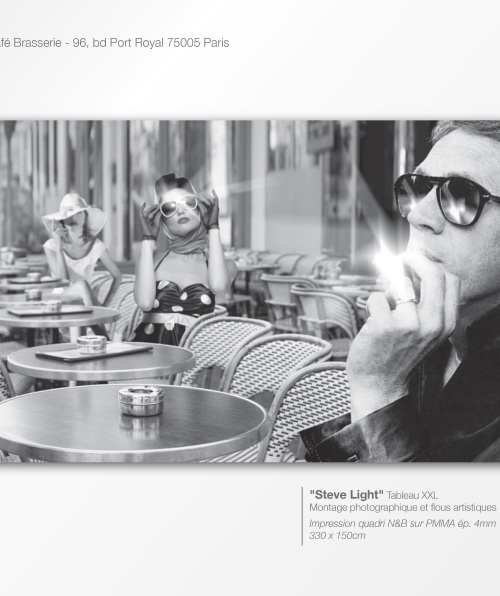 afé Brasserie - 96, bd Port Royal 75005 Paris
"Steve Light" Tableau XXL
Montage photographique et flous artistiques
Impression quadri N&B sur PMMA ép. 4mm
330 x 150cm